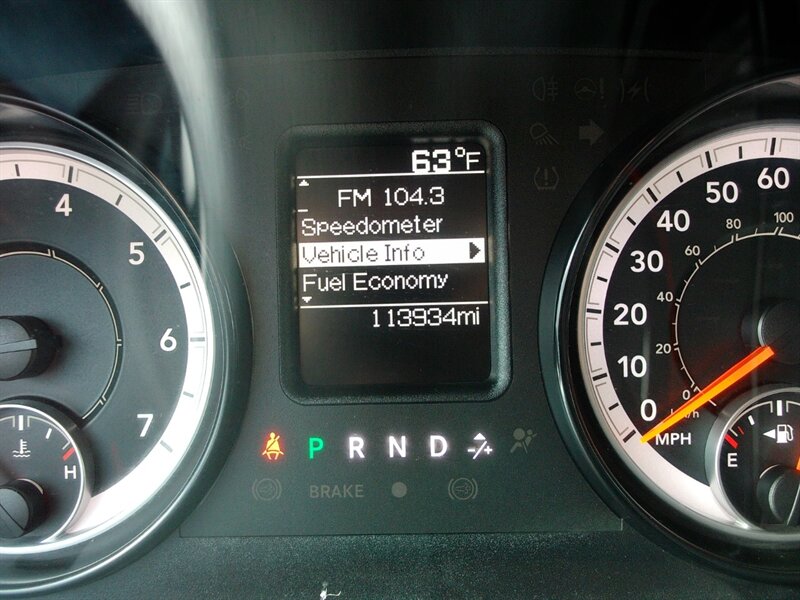 63°F
FM 104.3
Speedometer
Vehicle Info
Fuel Economy
113934mi
4
5
6
7
H
P R N D -/+
BRAKE
0
10
20
30
40
50
60
0
20
40
60
80
100
MPH
E